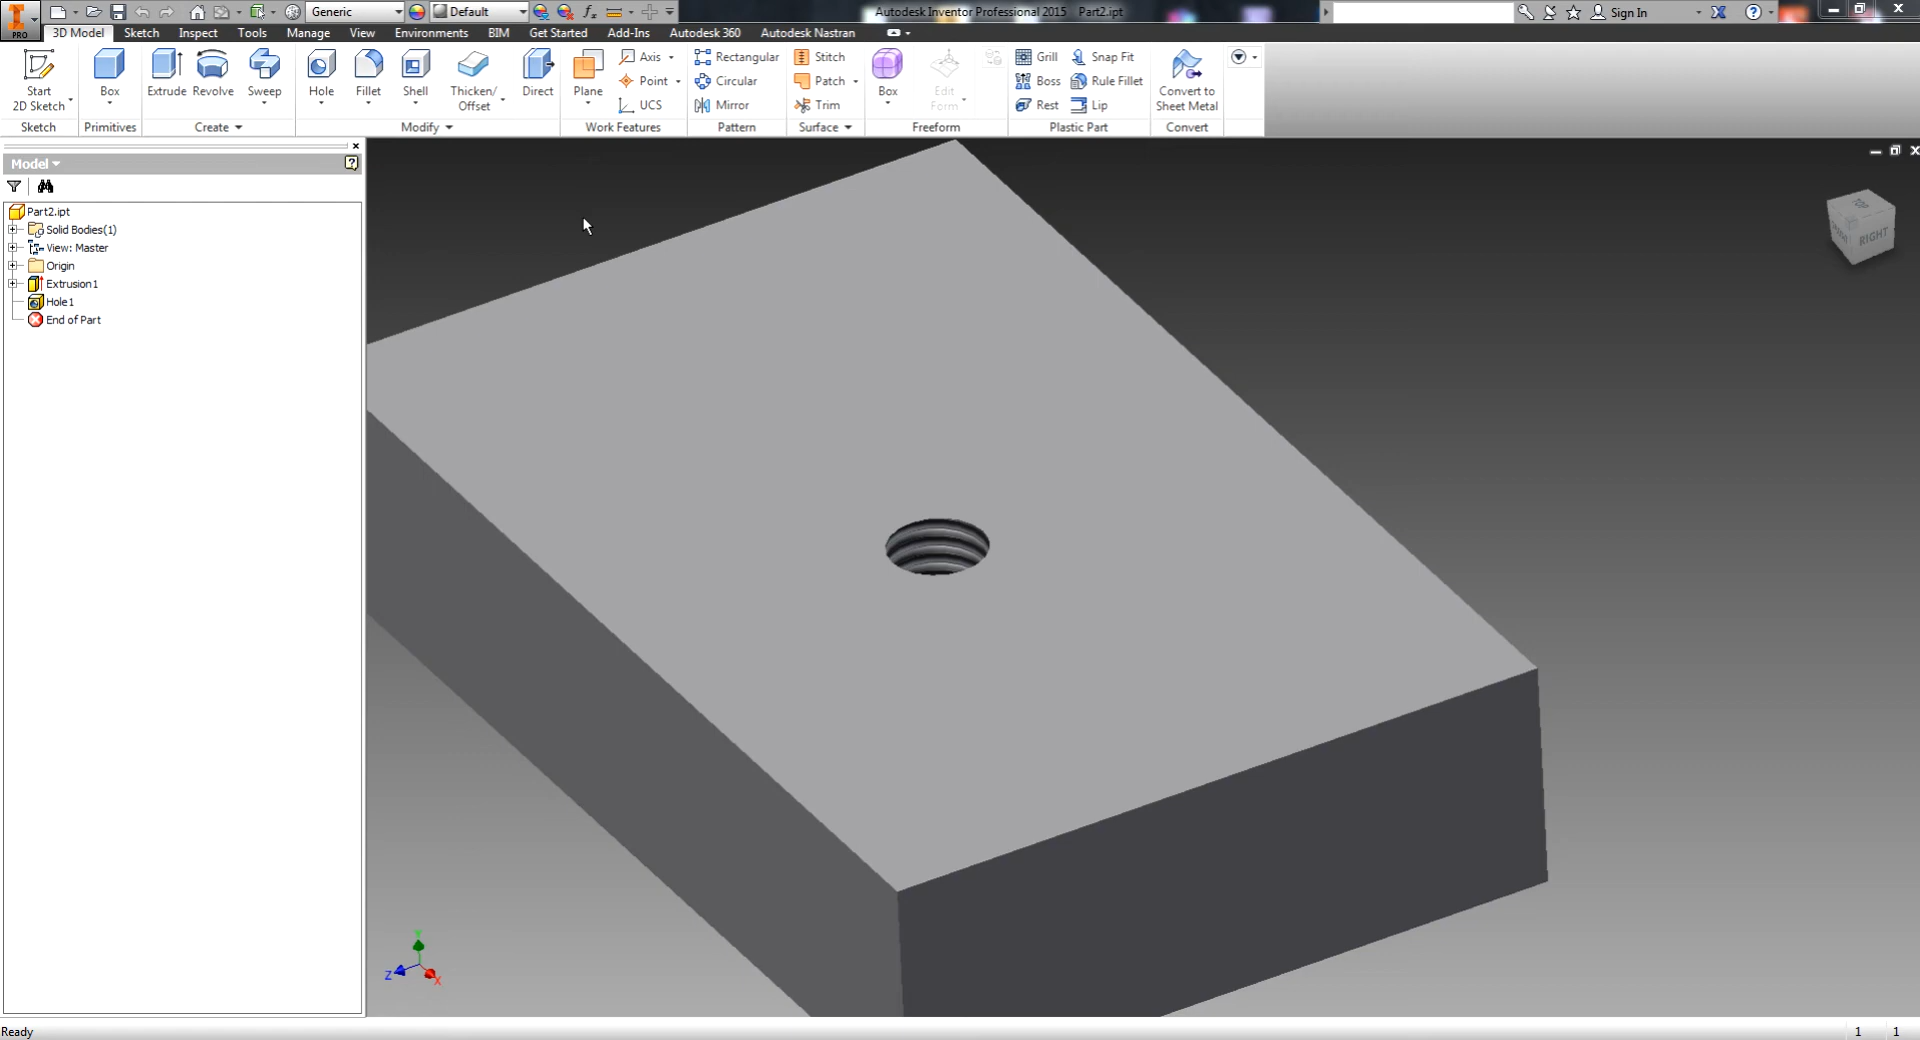 Generic Default Autodesk Inventor Professional 2015 Part2.ipt Sign In
PRO 3D Model Sketch Inspect Tools Manage View Environments BIM Get Started Add-Ins Autodesk 360 Autodesk Nastran
Start
2D Sketch
Box
Extrude
Revolve
Sweep
Hole
Fillet
Shell
Thicken/
Offset
Direct
Plane
Axis
Point
UCS
Rectangular
Circular
Mirror
Stitch
Patch
Trim
Box
Edit
Form
Grill
Boss
Rest
Snap Fit
Rule Fillet
Lip
Convert to
Sheet Metal
Sketch Primitives Create Modify Work Features Pattern Surface Freeform Plastic Part Convert
Model
Part2.ipt
Solid Bodies(1)
View: Master
Origin
Extrusion1
Hole1
End of Part
RIGHT
Y
Z
X
Ready 1 1